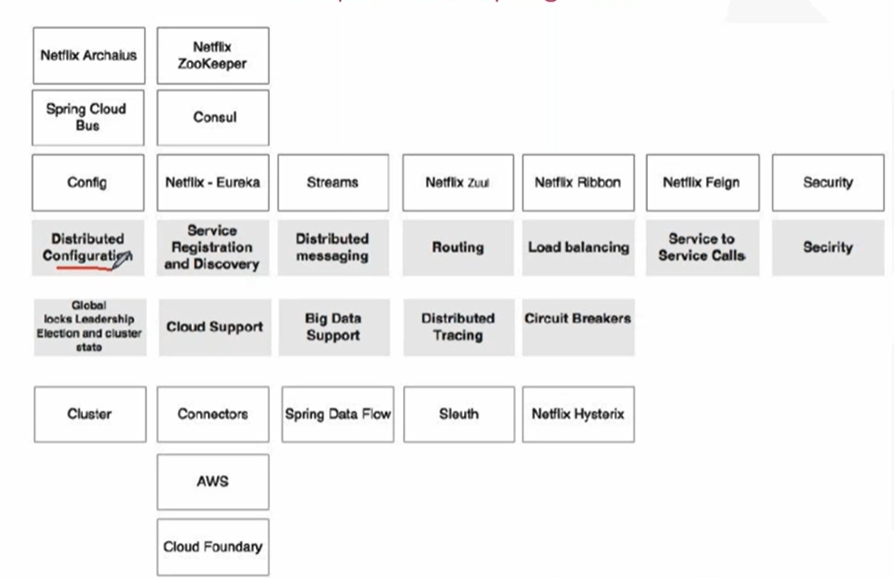 Netflix Archaius
Netflix
ZooKeeper
Spring Cloud
Bus
Consul
Config
Netflix - Eureka
Streams
Netflix Zuul
Netflix Ribbon
Netflix Feign
Security
Distributed
Configuration
Service
Registration
and Discovery
Distributed
messaging
Routing
Load balancing
Service to
Service Calls
Secirity
Global
locks Leadership
Election and cluster
state
Cloud Support
Big Data
Support
Distributed
Tracing
Circuit Breakers
Cluster
Connectors
Spring Data Flow
Sleuth
Netflix Hysterix
AWS
Cloud Foundary